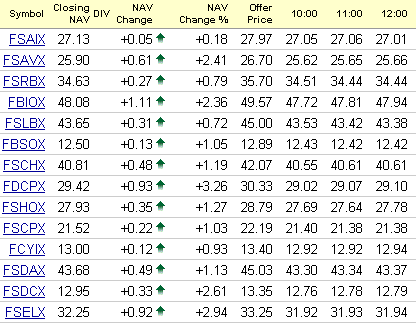 Symbol Closing NAV DIV NAV Change NAV Change % Offer Price 10:00 11:00 12:00
FSAIX 27.13 +0.05 +0.18 27.97 27.05 27.06 27.01
FSAVX 25.90 +0.61 +2.41 26.70 25.62 25.65 25.66
FSRBX 34.63 +0.27 +0.79 35.70 34.51 34.44 34.44
FBIOX 48.08 +1.11 +2.36 49.57 47.72 47.81 47.94
FSLBX 43.65 +0.31 +0.72 45.00 43.53 43.42 43.38
FBSOX 12.50 +0.13 +1.05 12.89 12.43 12.42 12.42
FSCHX 40.81 +0.48 +1.19 42.07 40.55 40.61 40.61
FDCPX 29.42 +0.93 +3.26 30.33 29.02 29.07 29.10
FSHOX 27.93 +0.35 +1.27 28.79 27.69 27.64 27.78
FSCPX 21.52 +0.22 +1.03 22.19 21.40 21.38 21.38
FCYIX 13.00 +0.12 +0.93 13.40 12.92 12.92 12.94
FSDAX 43.68 +0.49 +1.13 45.03 43.30 43.34 43.37
FSDCX 12.95 +0.33 +2.61 13.35 12.76 12.78 12.79
FSELX 32.25 +0.92 +2.94 33.25 31.92 31.93 31.94